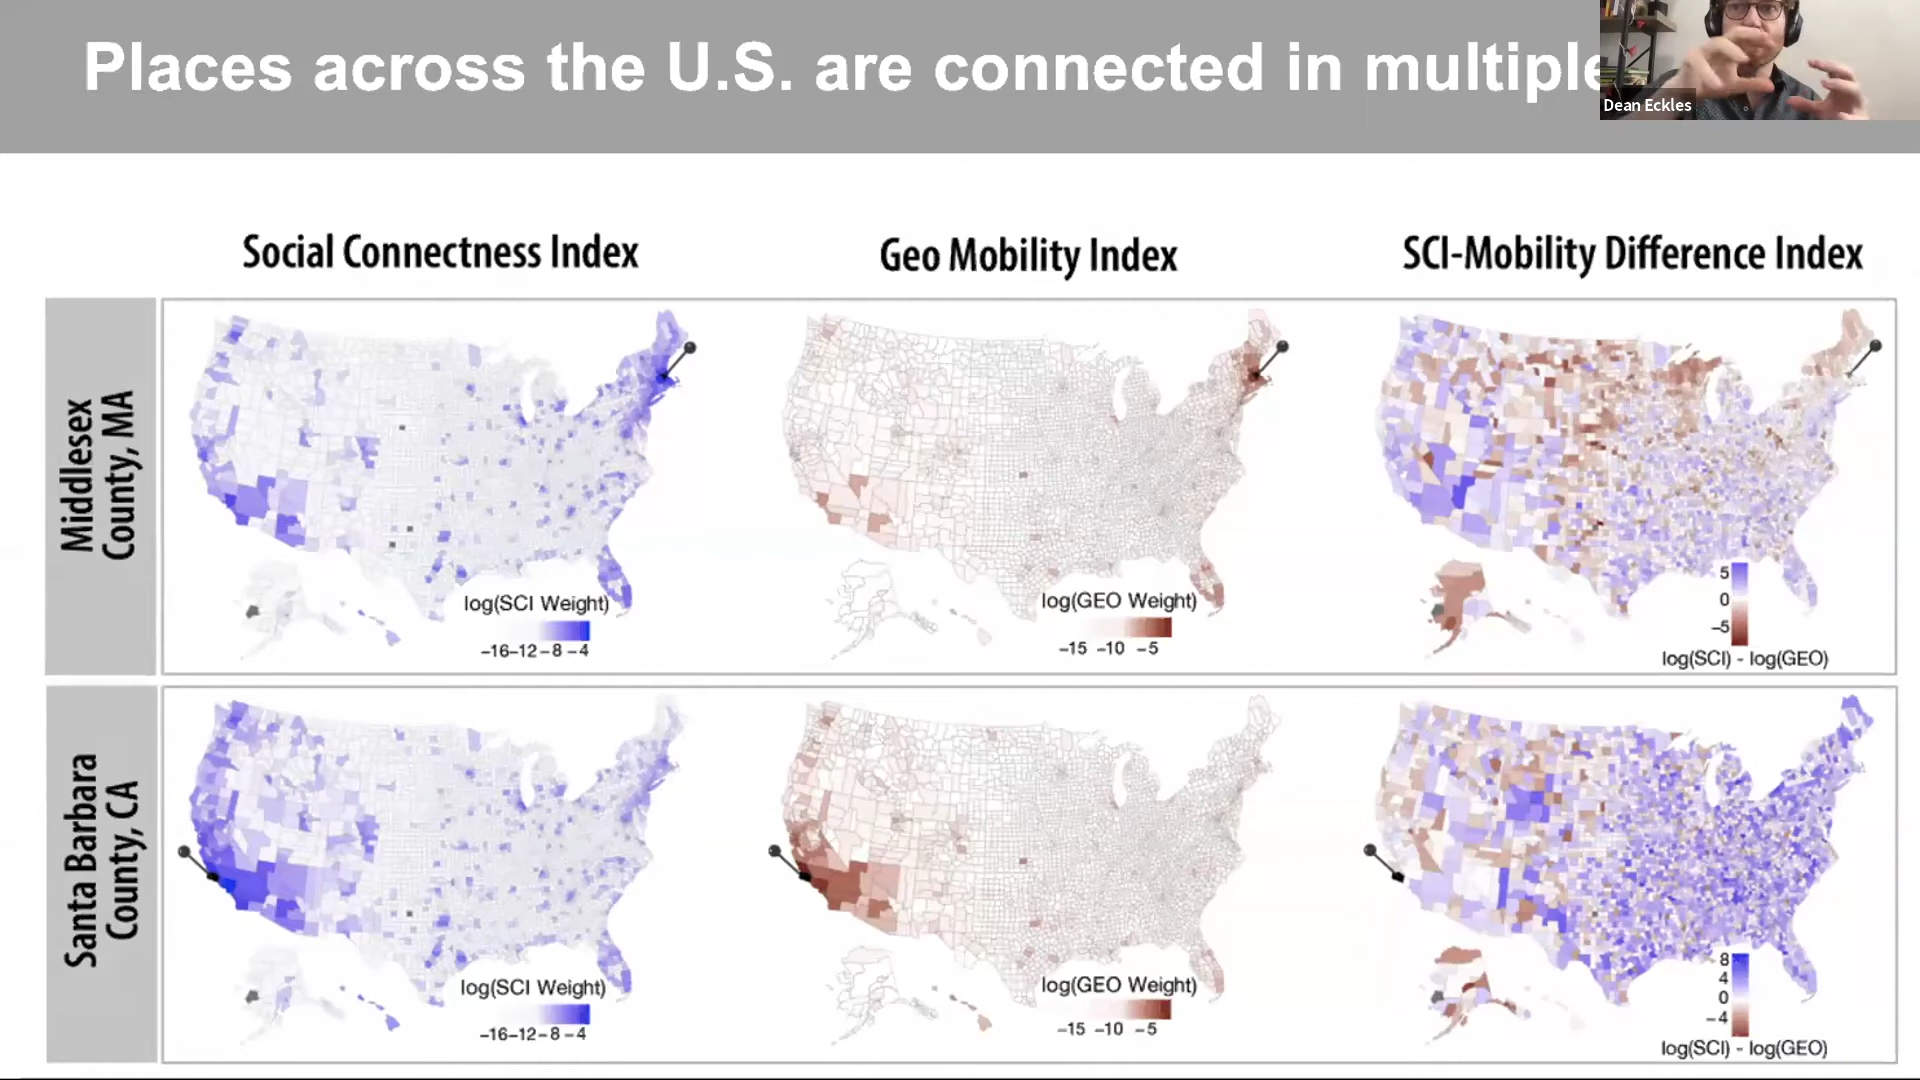 Places across the U.S. are connected in multiple
Dean Eckles
Social Connectness Index
Geo Mobility Index
SCI-Mobility Difference Index
Middlesex
County, MA
log(SCI Weight)
−16−12−8 −4
log(GEO Weight)
−15 −10 −5
5
0
−5
log(SCI) - log(GEO)
Santa Barbara
County, CA
log(SCI Weight)
−16−12−8 −4
log(GEO Weight)
−15 −10 −5
8
4
0
−4
log(SCI) - log(GEO)